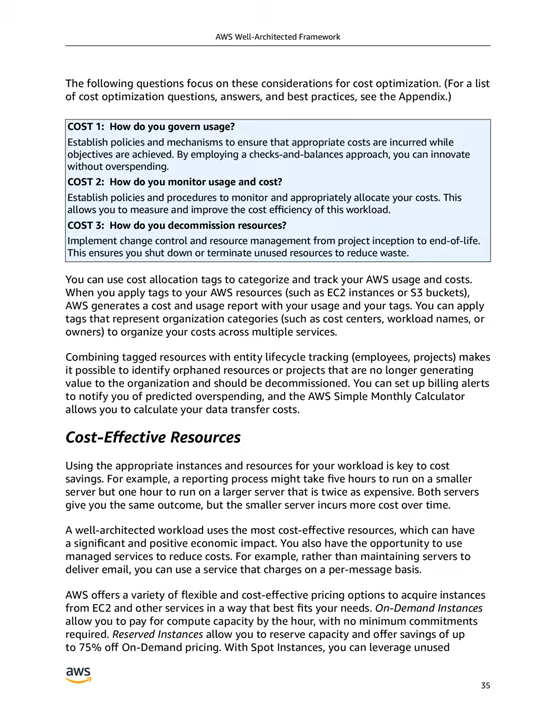 AWS Well-Architected Framework
The following questions focus on these considerations for cost optimization. (For a list
of cost optimization questions, answers, and best practices, see the Appendix.)
COST 1: How do you govern usage?
Establish policies and mechanisms to ensure that appropriate costs are incurred while
objectives are achieved. By employing a checks-and-balances approach, you can innovate
without overspending.
COST 2: How do you monitor usage and cost?
Establish policies and procedures to monitor and appropriately allocate your costs. This
allows you to measure and improve the cost efficiency of this workload.
COST 3: How do you decommission resources?
Implement change control and resource management from project inception to end-of-life.
This ensures you shut down or terminate unused resources to reduce waste.
You can use cost allocation tags to categorize and track your AWS usage and costs.
When you apply tags to your AWS resources (such as EC2 instances or S3 buckets),
AWS generates a cost and usage report with your usage and your tags. You can apply
tags that represent organization categories (such as cost centers, workload names, or
owners) to organize your costs across multiple services.
Combining tagged resources with entity lifecycle tracking (employees, projects) makes
it possible to identify orphaned resources or projects that are no longer generating
value to the organization and should be decommissioned. You can set up billing alerts
to notify you of predicted overspending, and the AWS Simple Monthly Calculator
allows you to calculate your data transfer costs.
Cost-Effective Resources
Using the appropriate instances and resources for your workload is key to cost
savings. For example, a reporting process might take five hours to run on a smaller
server but one hour to run on a larger server that is twice as expensive. Both servers
give you the same outcome, but the smaller server incurs more cost over time.
A well-architected workload uses the most cost-effective resources, which can have
a significant and positive economic impact. You also have the opportunity to use
managed services to reduce costs. For example, rather than maintaining servers to
deliver email, you can use a service that charges on a per-message basis.
AWS offers a variety of flexible and cost-effective pricing options to acquire instances
from EC2 and other services in a way that best fits your needs. On-Demand Instances
allow you to pay for compute capacity by the hour, with no minimum commitments
required. Reserved Instances allow you to reserve capacity and offer savings of up
to 75% off On-Demand pricing. With Spot Instances, you can leverage unused
aws
35